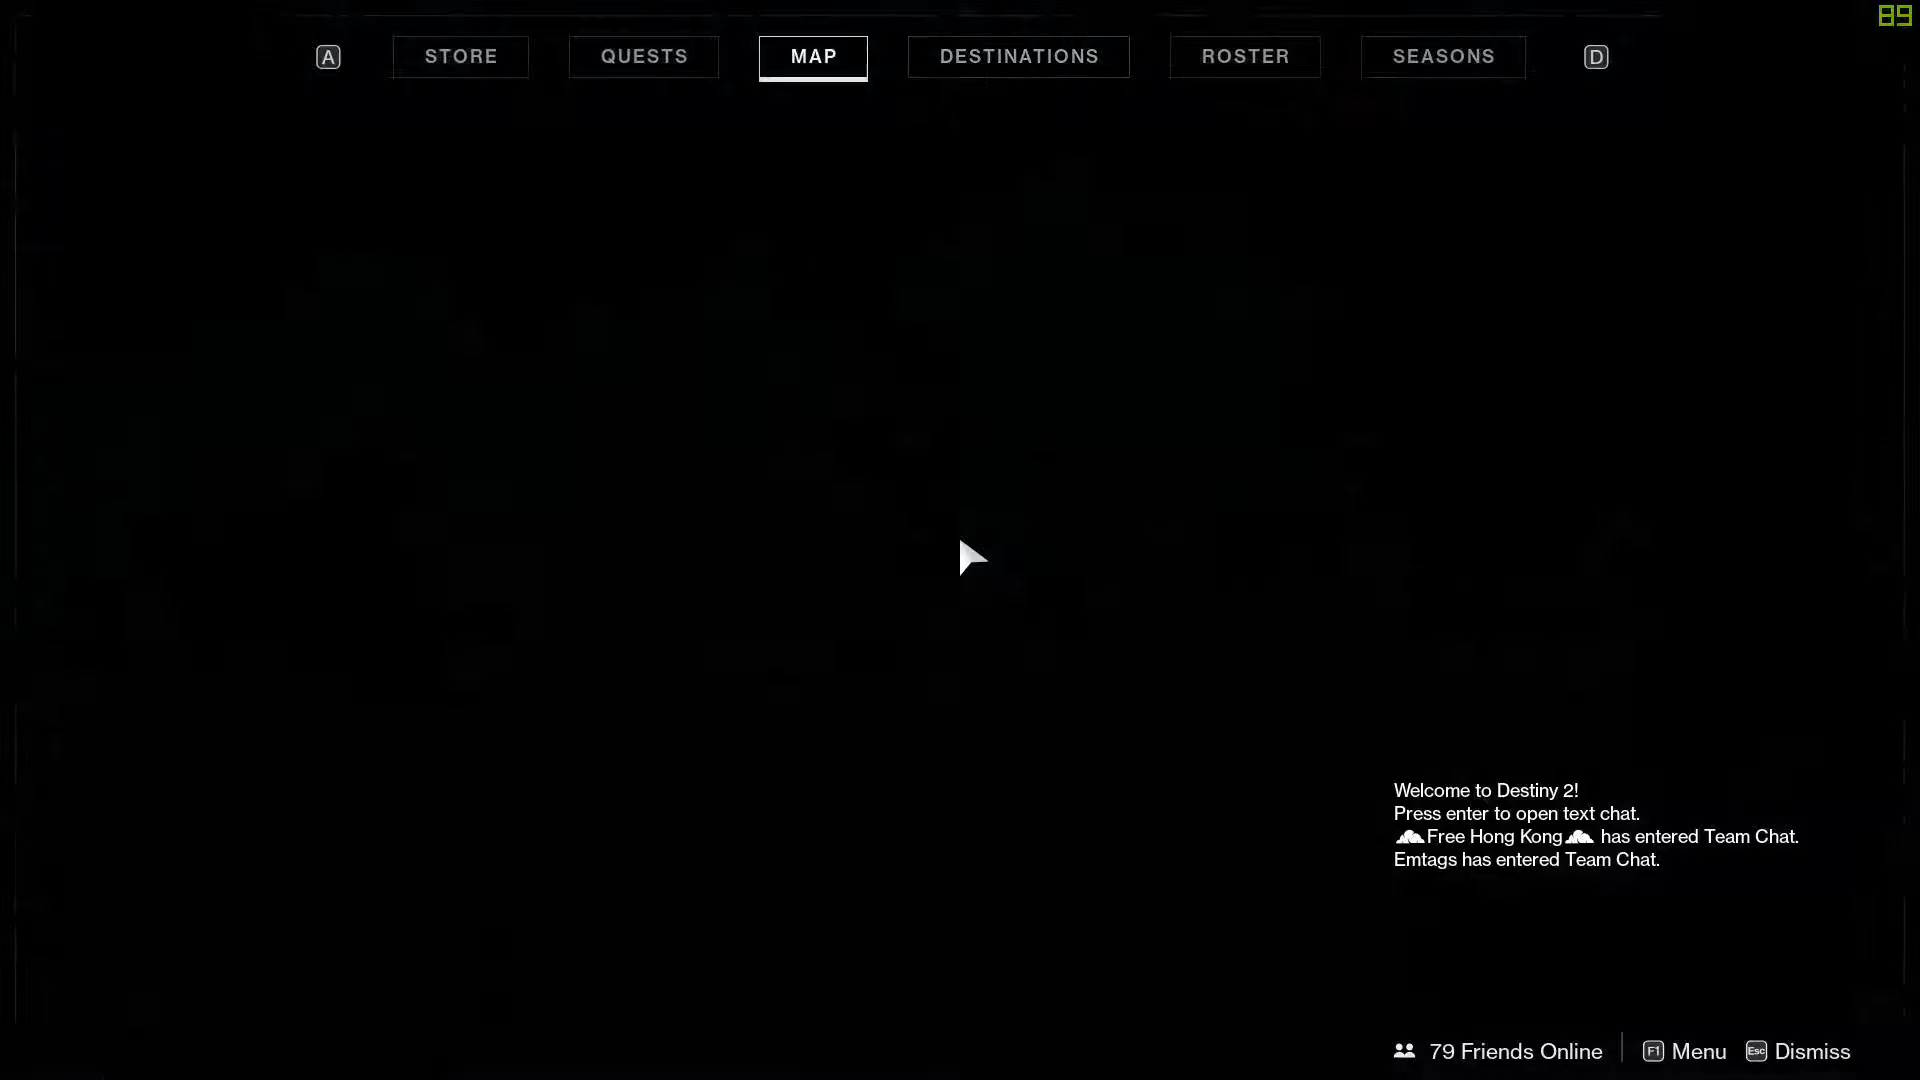 89
A STORE QUESTS MAP DESTINATIONS ROSTER SEASONS D
Welcome to Destiny 2!
Press enter to open text chat.
Free Hong Kong has entered Team Chat.
Emtags has entered Team Chat.
79 Friends Online F1 Menu Esc Dismiss